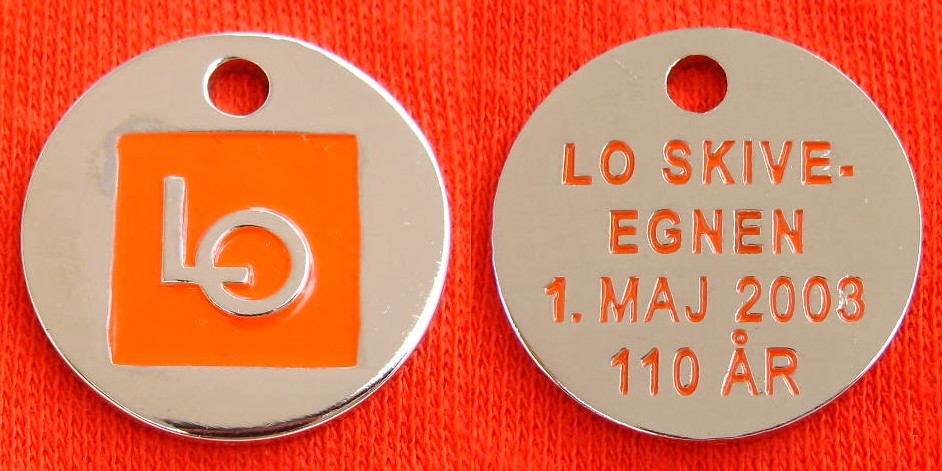 LO
LO SKIVE-
EGNEN
1. MAJ 2003
110 ÅR